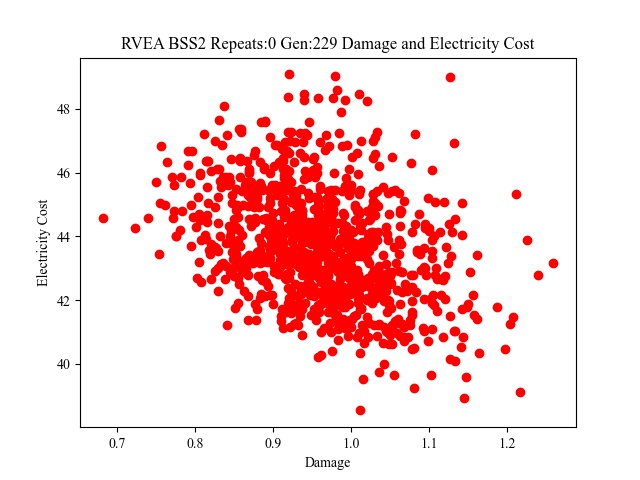 RVEA BSS2 Repeats:0 Gen:229 Damage and Electricity Cost
48
46
44
42
40
Electricity Cost
0.7 0.8 0.9 1.0 1.1 1.2
Damage